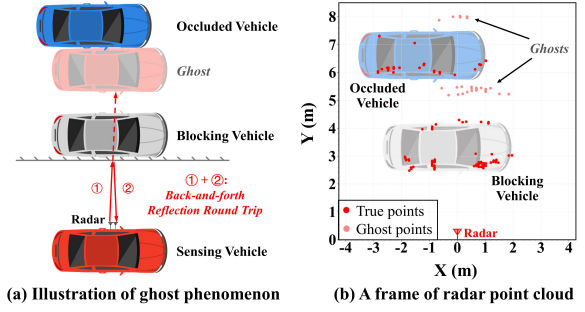 Occluded Vehicle
Ghost
Blocking Vehicle
① ②
① + ②:
Back-and-forth
Reflection Round Trip
Radar
Sensing Vehicle
(a) Illustration of ghost phenomenon
Y (m)
8
7
6
5
4
3
2
1
0
Ghosts
Occluded
Vehicle
Blocking
Vehicle
True points
Ghost points
Radar
-4 -3 -2 -1 0 1 2 3 4
X (m)
(b) A frame of radar point cloud